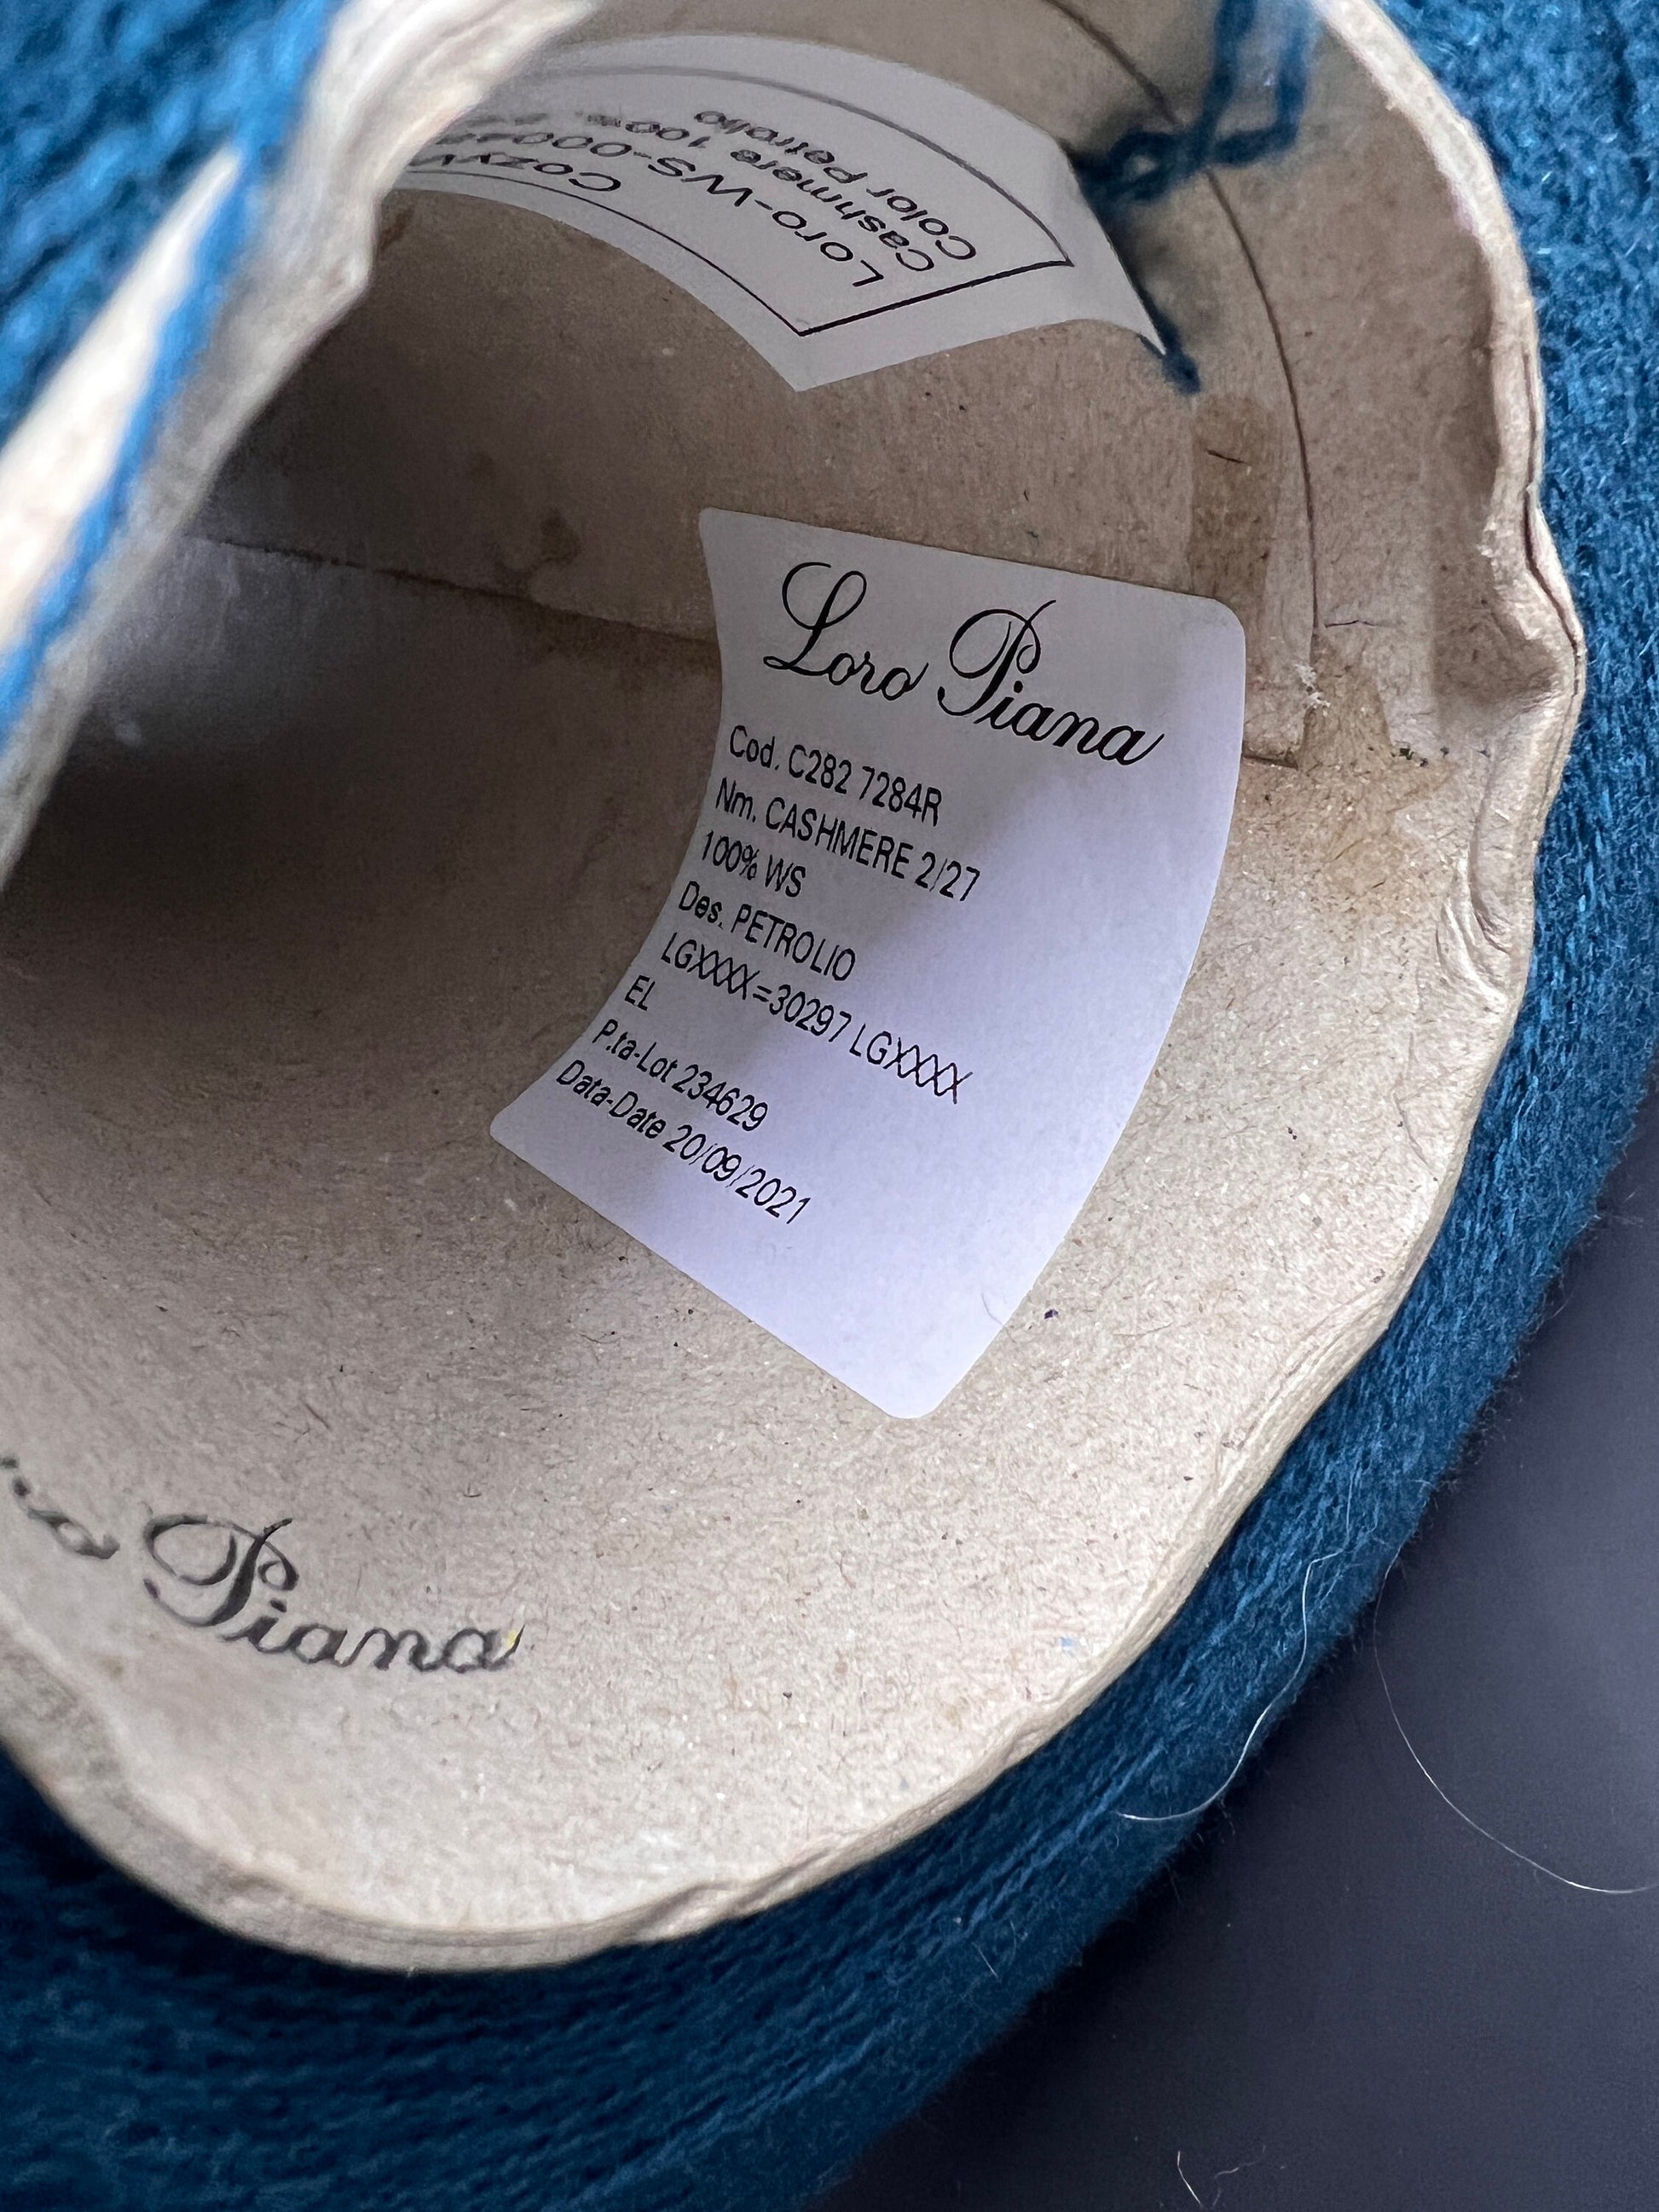 Loro-WS-
Cashmere 100%
Color Petrolio
Loro Piana
Cod. C282 7284R
Nm. CASHMERE 2/27
100% WS
Des. PETROLIO
LGXXXX=30297 LGXXXX
EL
P.ta-Lot 234629
Data-Date 20/09/2021
Piana